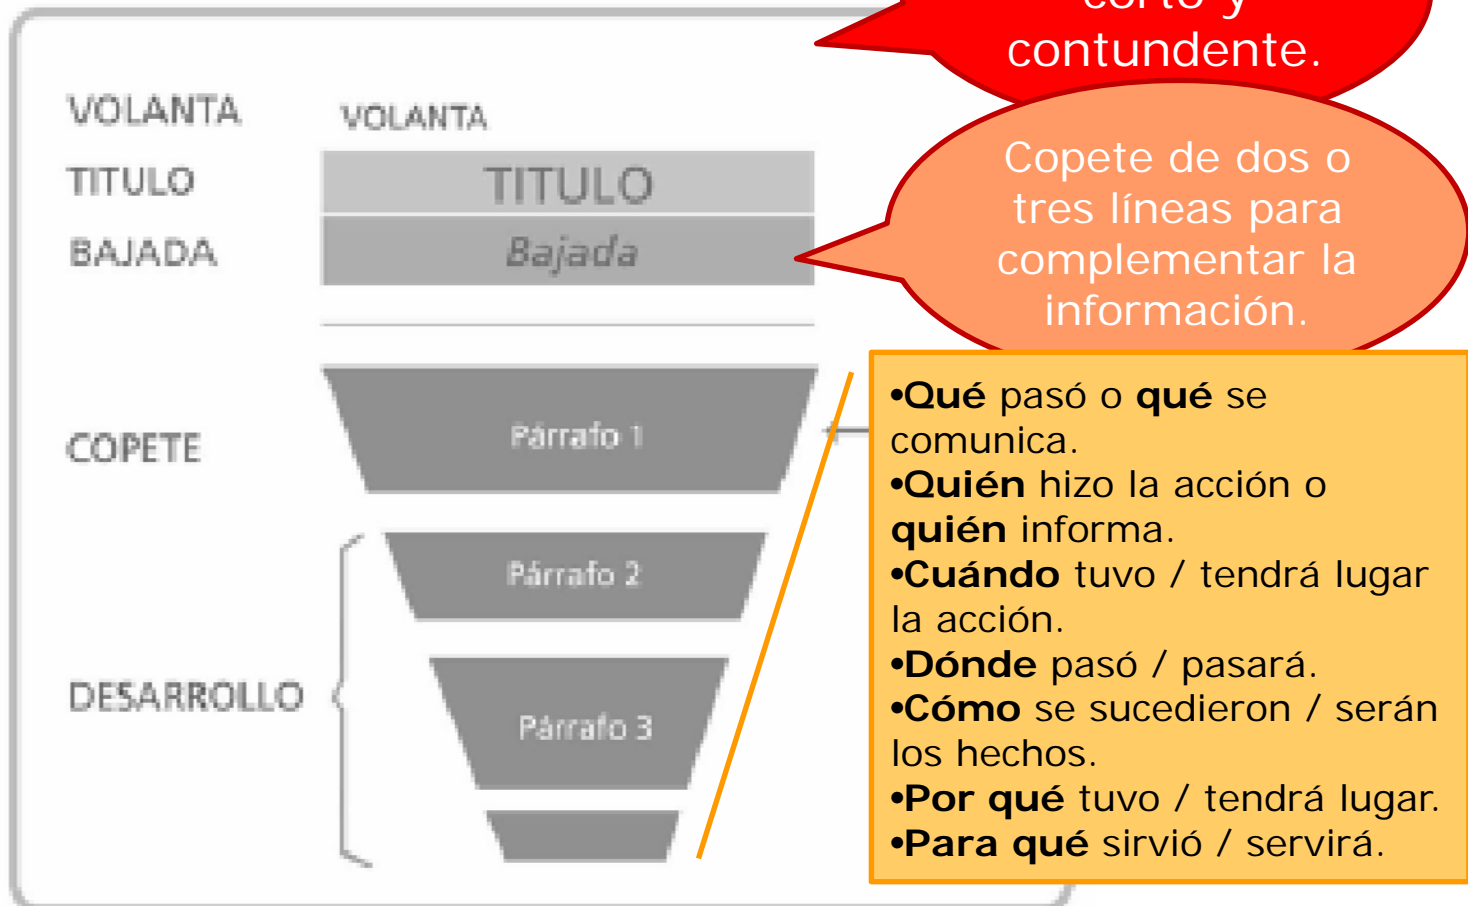 corto y
contundente.
VOLANTA
VOLANTA
TITULO
TITULO
BAJADA
Bajada
Copete de dos o
tres líneas para
complementar la
información.
COPETE
Párrafo 1
Párrafo 2
DESARROLLO
Párrafo 3
•Qué pasó o qué se
comunica.
•Quién hizo la acción o
quién informa.
•Cuándo tuvo / tendrá lugar
la acción.
•Dónde pasó / pasará.
•Cómo se sucedieron / serán
los hechos.
•Por qué tuvo / tendrá lugar.
•Para qué sirvió / servirá.